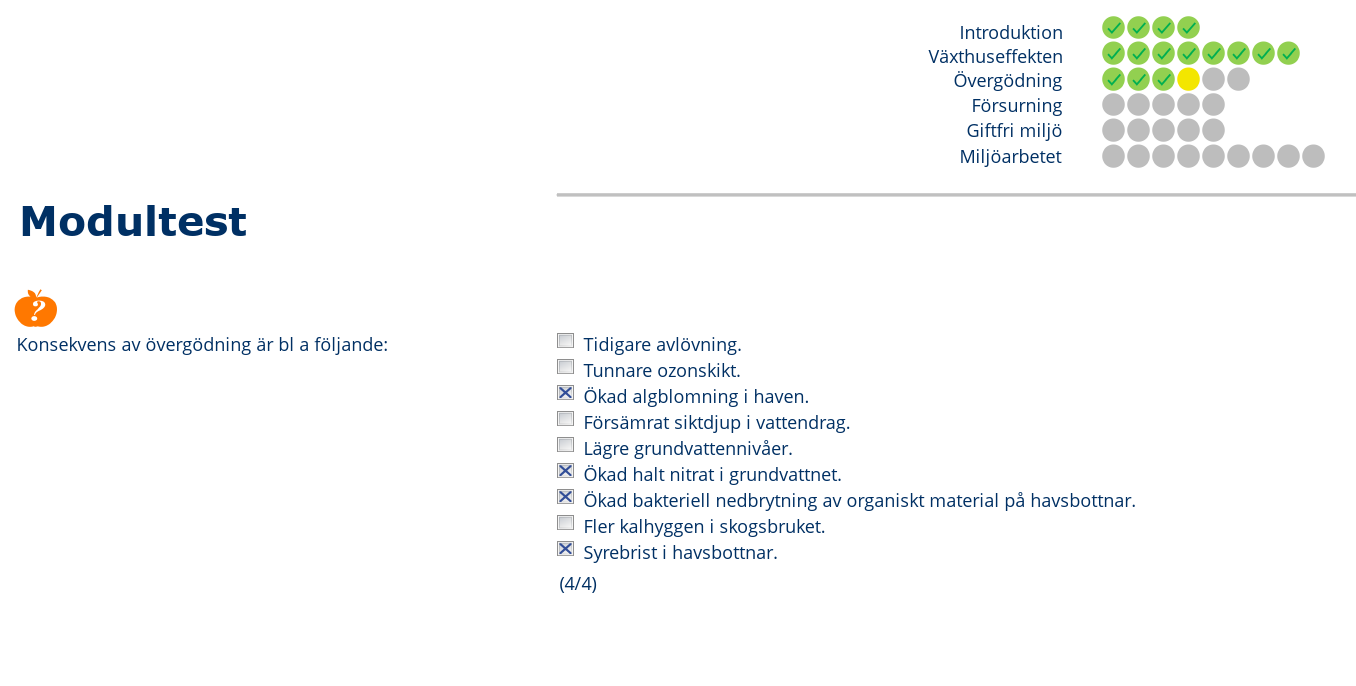 Introduktion
Växthuseffekten
Övergödning
Försurning
Giftfri miljö
Miljöarbetet
Modultest
?
Konsekvens av övergödning är bl a följande:
Tidigare avlövning.
Tunnare ozonskikt.
Ökad algblomning i haven.
Försämrat siktdjup i vattendrag.
Lägre grundvattennivåer.
Ökad halt nitrat i grundvattnet.
Ökad bakteriell nedbrytning av organiskt material på havsbottnar.
Fler kalhyggen i skogsbruket.
Syrebrist i havsbottnar.
(4/4)